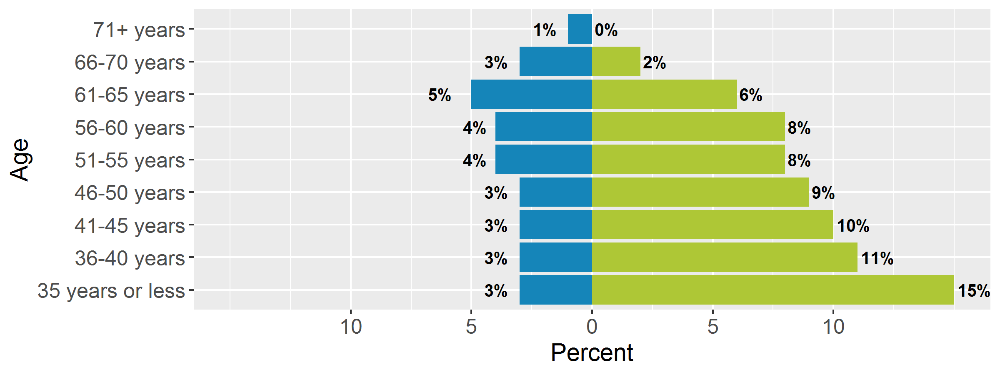 71+ years 1% 0%
66-70 years 3% 2%
61-65 years 5% 6%
56-60 years 4% 8%
51-55 years 4% 8%
46-50 years 3% 9%
41-45 years 3% 10%
36-40 years 3% 11%
35 years or less 3% 15%
Age
10 5 0 5 10
Percent